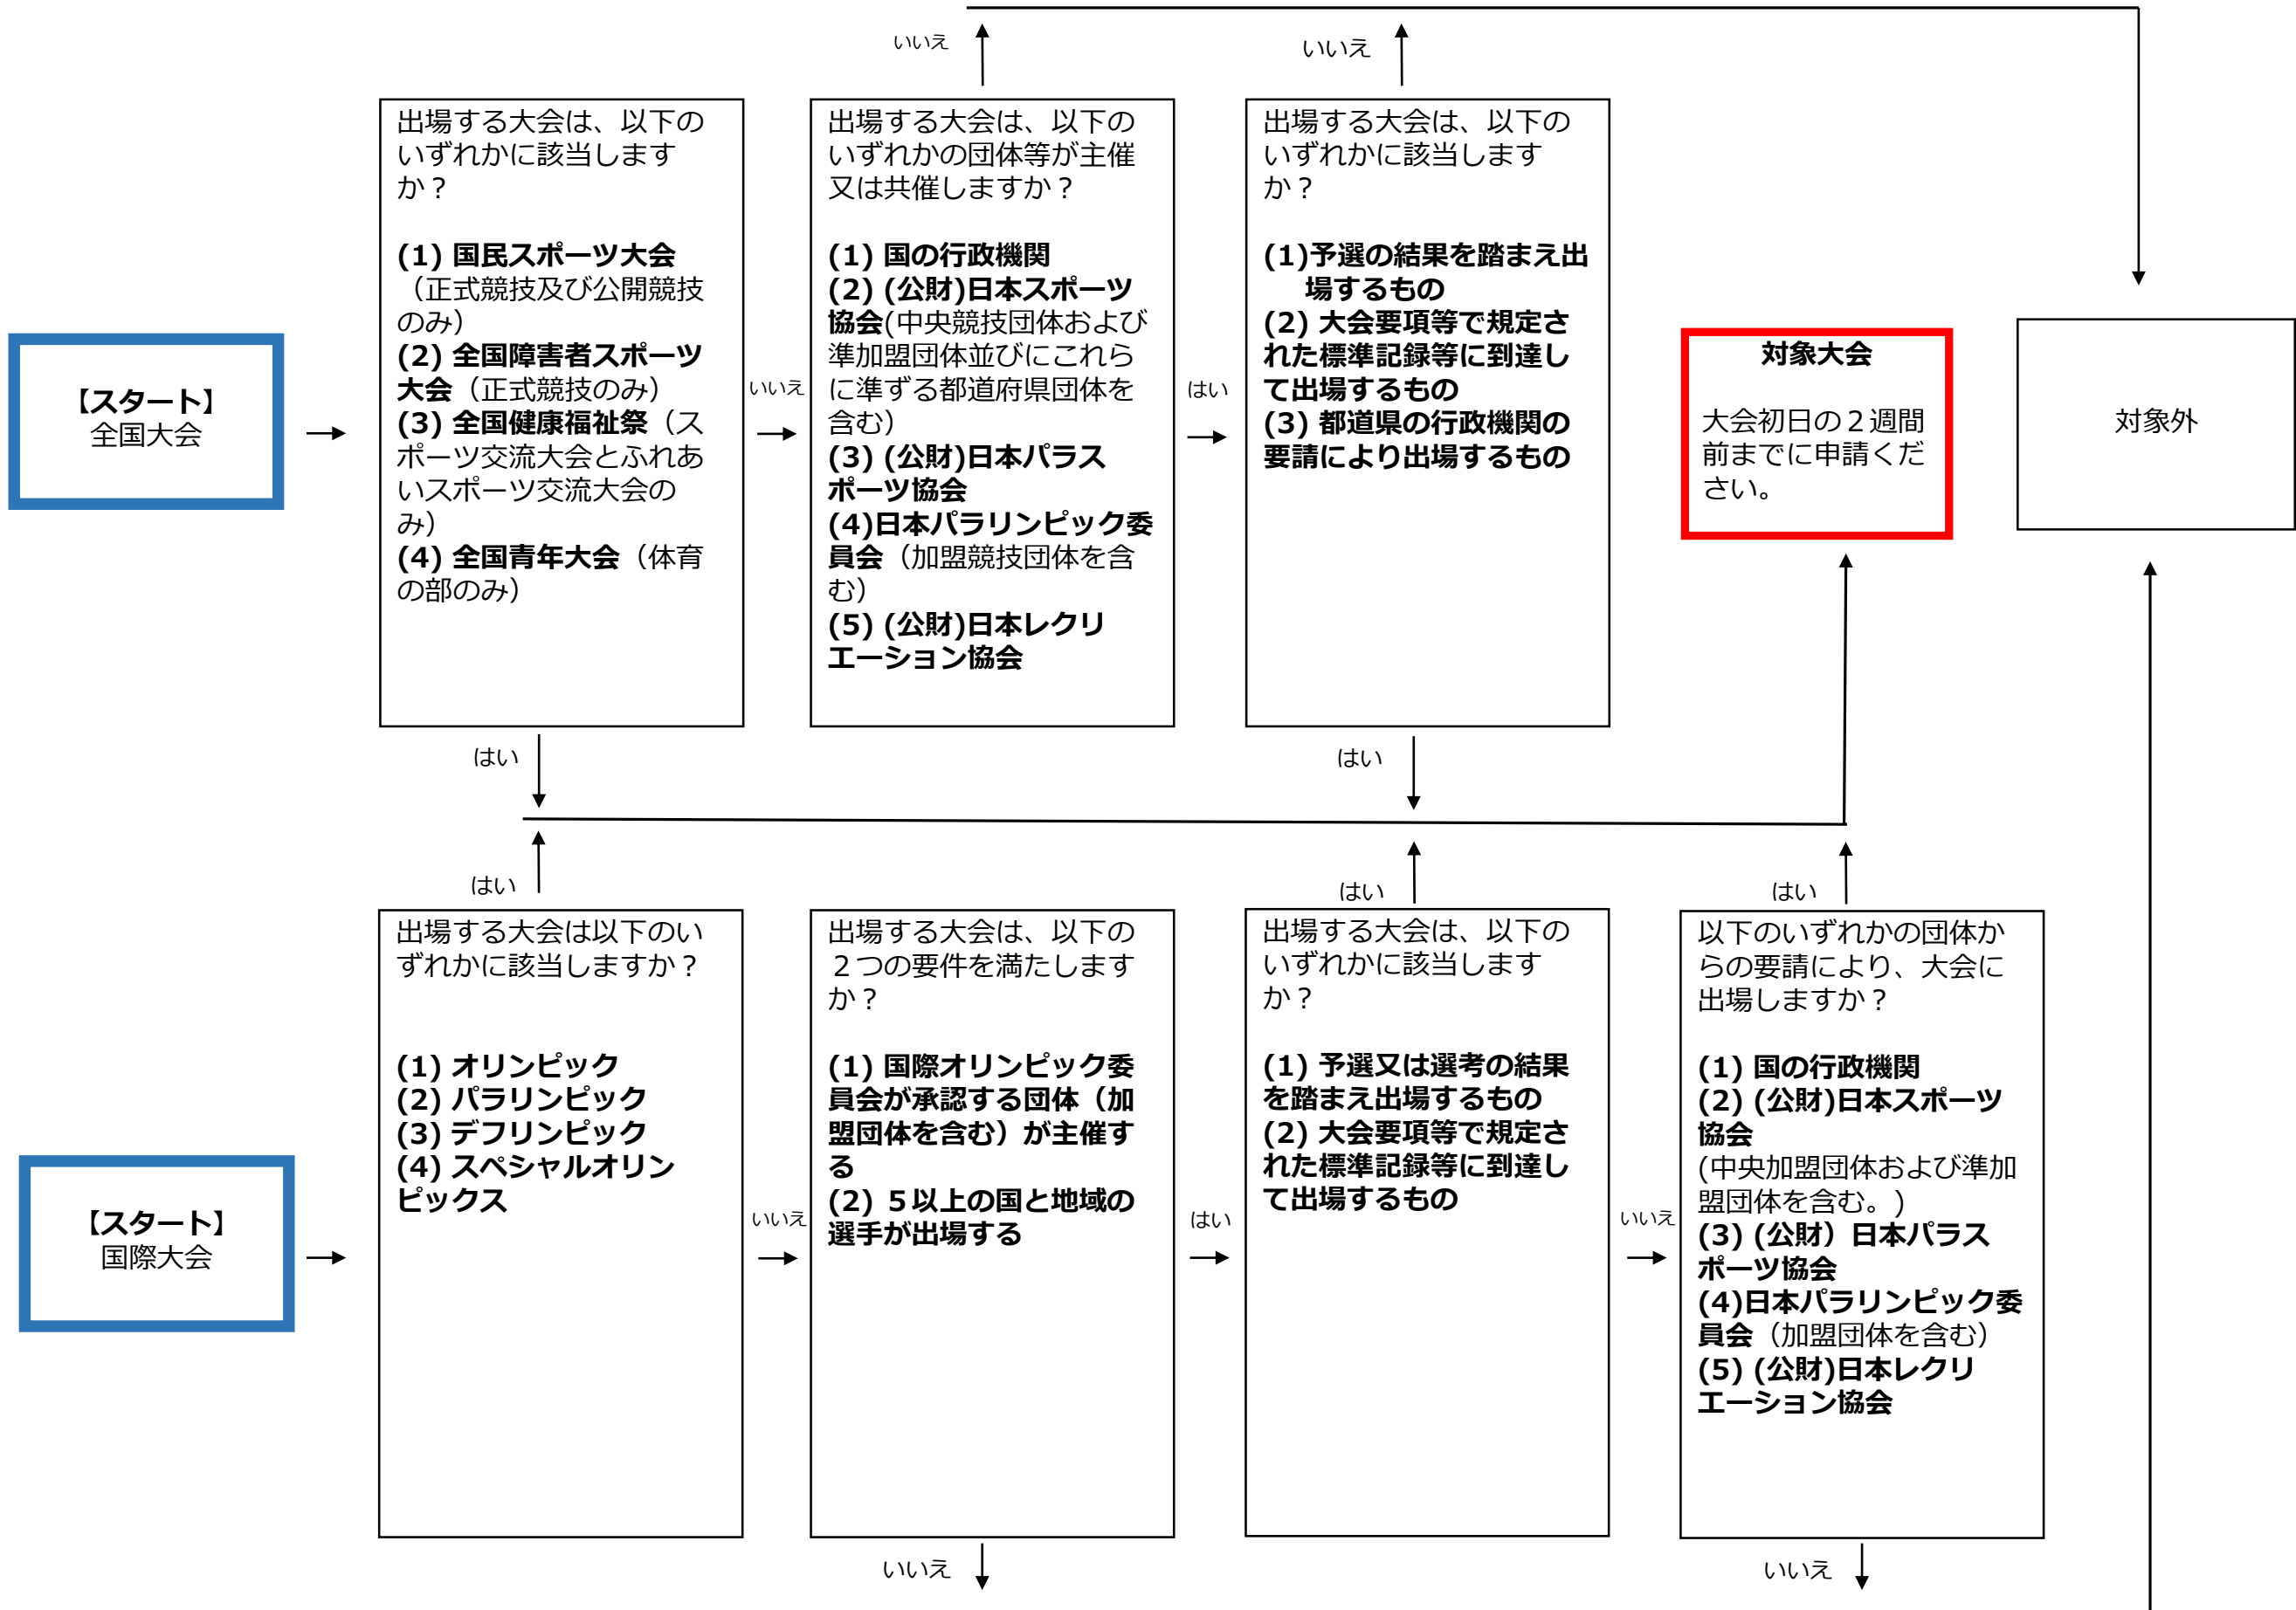 いいえ
いいえ
【スタート】
全国大会
出場する大会は、以下の
いずれかに該当します
か？
(1) 国民スポーツ大会
（正式競技及び公開競技
のみ）
(2) 全国障害者スポーツ
大会（正式競技のみ）
(3) 全国健康福祉祭（ス
ポーツ交流大会とふれあ
いスポーツ交流大会の
み）
(4) 全国青年大会（体育
の部のみ）
いいえ
出場する大会は、以下の
いずれかの団体等が主催
又は共催しますか？
(1) 国の行政機関
(2) (公財)日本スポーツ
協会(中央競技団体および
準加盟団体並びにこれら
に準ずる都道府県団体を
含む）
(3) (公財)日本パラス
ポーツ協会
(4)日本パラリンピック委
員会（加盟競技団体を含
む）
(5) (公財)日本レクリ
エーション協会
はい
出場する大会は、以下の
いずれかに該当します
か？
(1)予選の結果を踏まえ出
場するもの
(2) 大会要項等で規定さ
れた標準記録等に到達し
て出場するもの
(3) 都道県の行政機関の
要請により出場するもの
対象大会
大会初日の２週間
前までに申請くだ
さい。
対象外
はい
はい
はい
はい
はい
【スタート】
国際大会
出場する大会は以下のい
ずれかに該当しますか？
(1) オリンピック
(2) パラリンピック
(3) デフリンピック
(4) スペシャルオリン
ピックス
いいえ
出場する大会は、以下の
２つの要件を満たします
か？
(1) 国際オリンピック委
員会が承認する団体（加
盟団体を含む）が主催す
る
(2) ５以上の国と地域の
選手が出場する
はい
出場する大会は、以下の
いずれかに該当します
か？
(1) 予選又は選考の結果
を踏まえ出場するもの
(2) 大会要項等で規定さ
れた標準記録等に到達し
て出場するもの
いいえ
以下のいずれかの団体か
らの要請により、大会に
出場しますか？
(1) 国の行政機関
(2) (公財)日本スポーツ
協会
(中央加盟団体および準加
盟団体を含む。)
(3) (公財）日本パラス
ポーツ協会
(4)日本パラリンピック委
員会（加盟団体を含む）
(5) (公財)日本レクリ
エーション協会
いいえ
いいえ